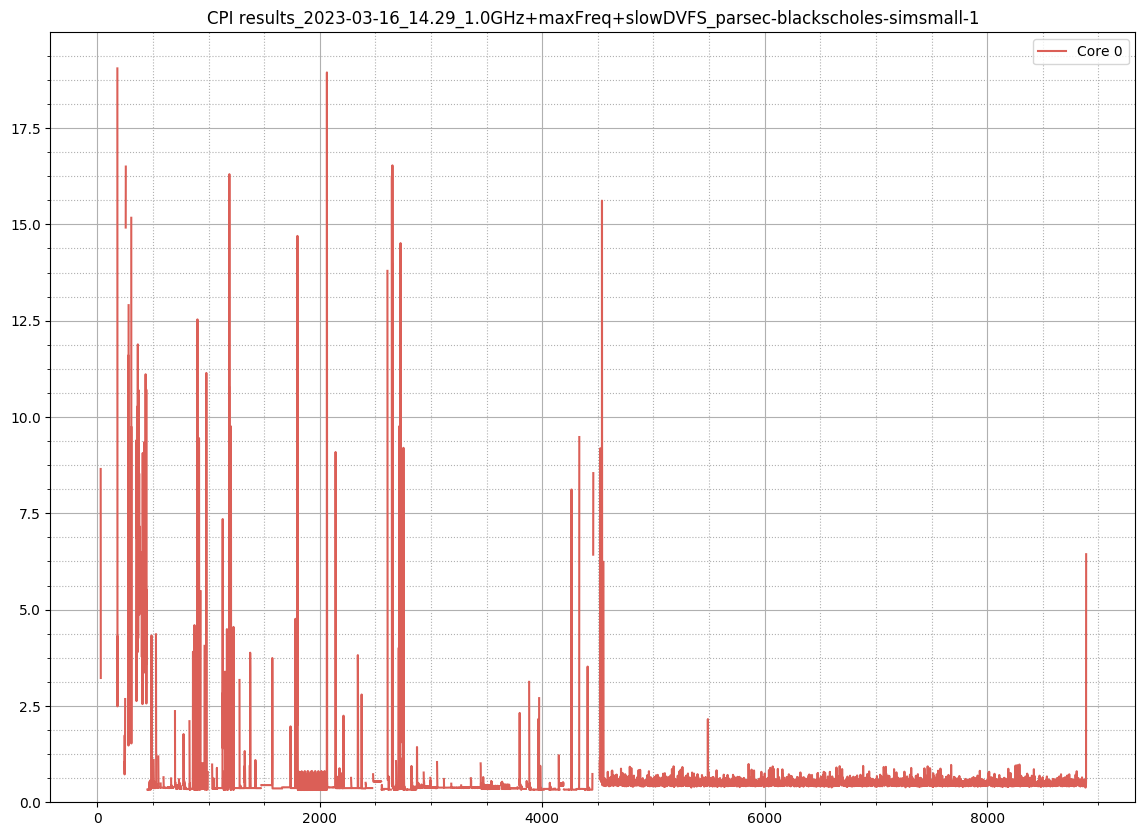 CPI results_2023-03-16_14.29_1.0GHz+maxFreq+slowDVFS_parsec-blackscholes-simsmall-1
Core 0
17.5
15.0
12.5
10.0
7.5
5.0
2.5
0.0
0 2000 4000 6000 8000